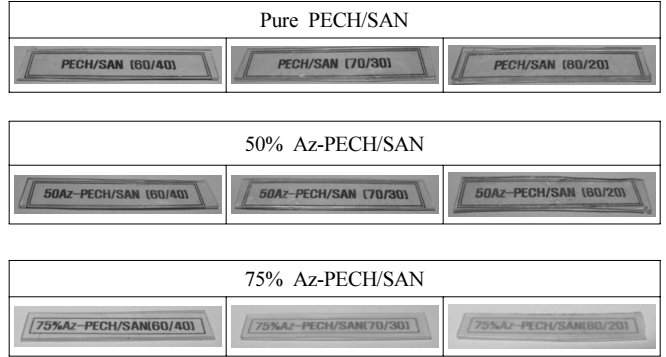 Pure PECH/SAN
PECH/SAN (60/40) PECH/SAN (70/30) PECH/SAN (80/20)
50% Az-PECH/SAN
50Az-PECH/SAN (60/40) 50Az-PECH/SAN (70/30) 50Az-PECH/SAN (80/20)
75% Az-PECH/SAN
75%Az-PECH/SAN(60/40) 75%Az-PECH/SAN(70/30) 75%Az-PECH/SAN(80/20)